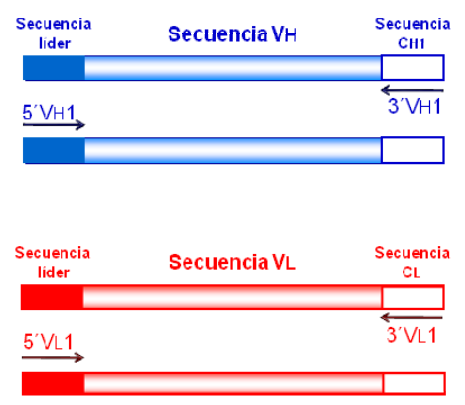 Secuencia
líder
Secuencia VH
Secuencia
CH1
5´VH1
3´VH1
Secuencia
líder
Secuencia VL
Secuencia
CL
5´VL1
3´VL1